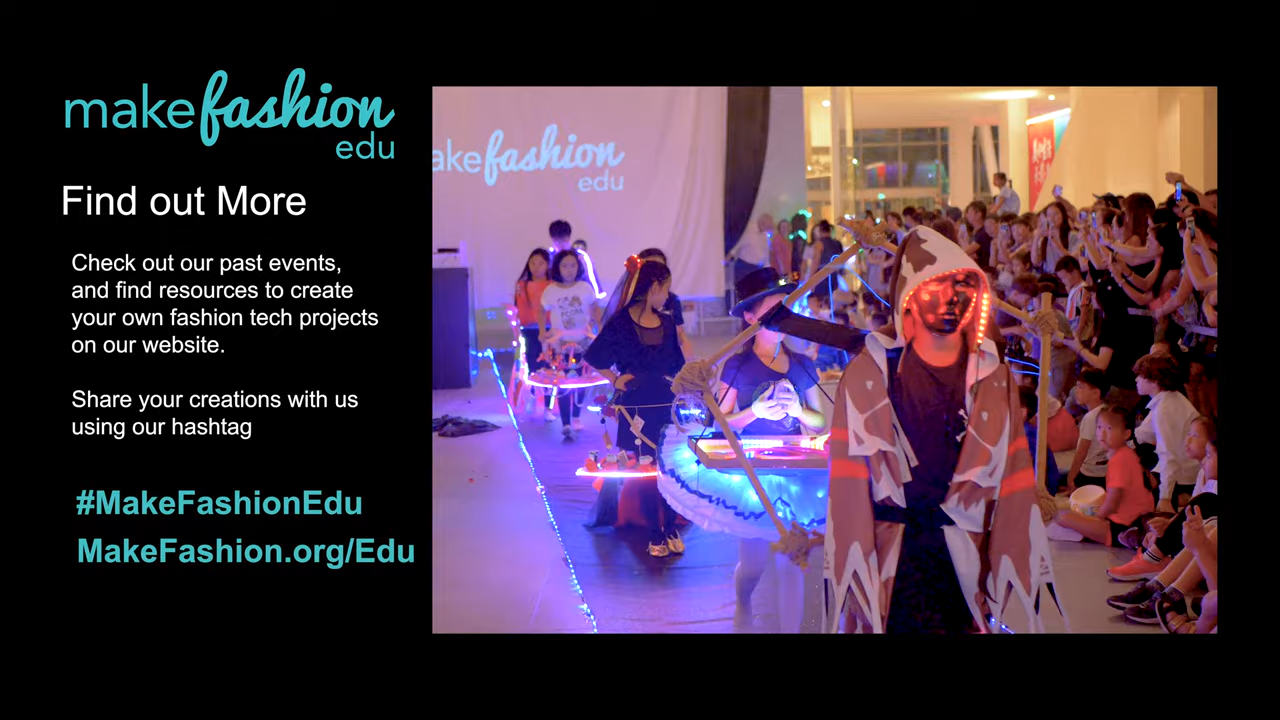 makefashion
edu
Find out More
Check out our past events,
and find resources to create
your own fashion tech projects
on our website.
Share your creations with us
using our hashtag
#MakeFashionEdu
MakeFashion.org/Edu
akefashion
edu